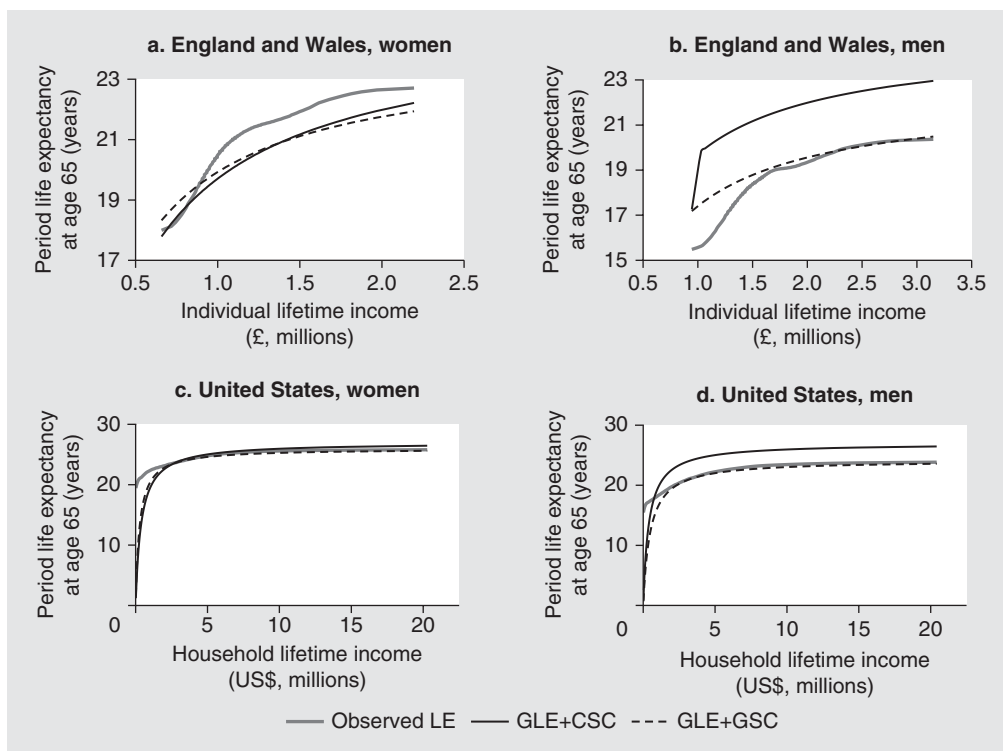 a. England and Wales, women
Period life expectancy
at age 65 (years)
23
21
19
17
0.5 1.0 1.5 2.0 2.5
Individual lifetime income
(£, millions)
b. England and Wales, men
Period life expectancy
at age 65 (years)
23
21
19
17
15
0.5 1.0 1.5 2.0 2.5 3.0 3.5
Individual lifetime income
(£, millions)
c. United States, women
Period life expectancy
at age 65 (years)
30
20
10
0 5 10 15 20
Household lifetime income
(US$, millions)
d. United States, men
Period life expectancy
at age 65 (years)
30
20
10
0 5 10 15 20
Household lifetime income
(US$, millions)
Observed LE GLE+CSC GLE+GSC